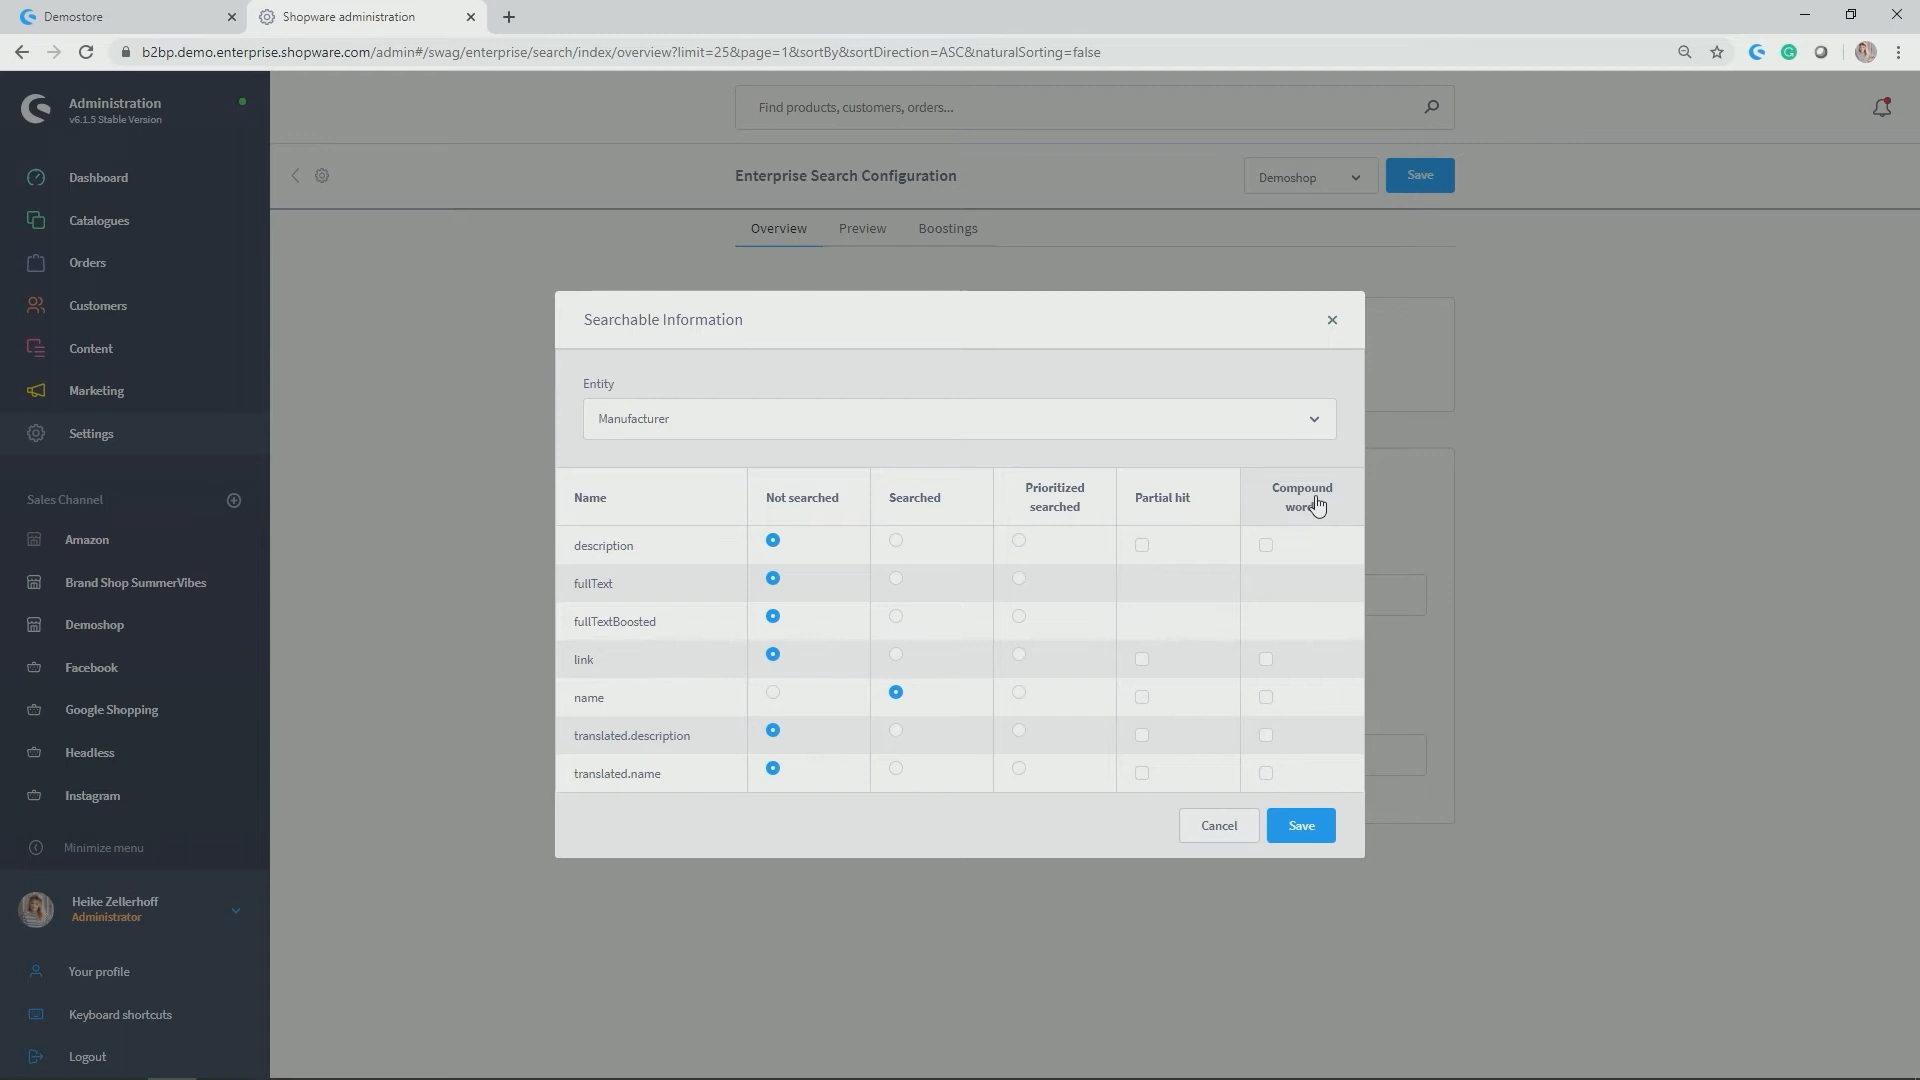 Demostore
Shopware administration
b2bp.demo.enterprise.shopware.com/admin#/swag/enterprise/search/index/overview?limit=25&page=1&sortBy&sortDirection=ASC&naturalSorting=false
Administration
v6.1.5 Stable Version
Find products, customers, orders...
Dashboard
Catalogues
Orders
Customers
Content
Marketing
Settings
Sales Channel
Amazon
Brand Shop SummerVibes
Demoshop
Facebook
Google Shopping
Headless
Instagram
Minimize menu
Heike Zellerhoff
Administrator
Your profile
Keyboard shortcuts
Logout
Enterprise Search Configuration
Demoshop
Save
Overview Preview Boostings
Searchable Information
Entity
Manufacturer
Name Not searched Searched Prioritized searched Partial hit Compound
description
fullText
fullTextBoosted
link
name
translated.description
translated.name
Cancel Save